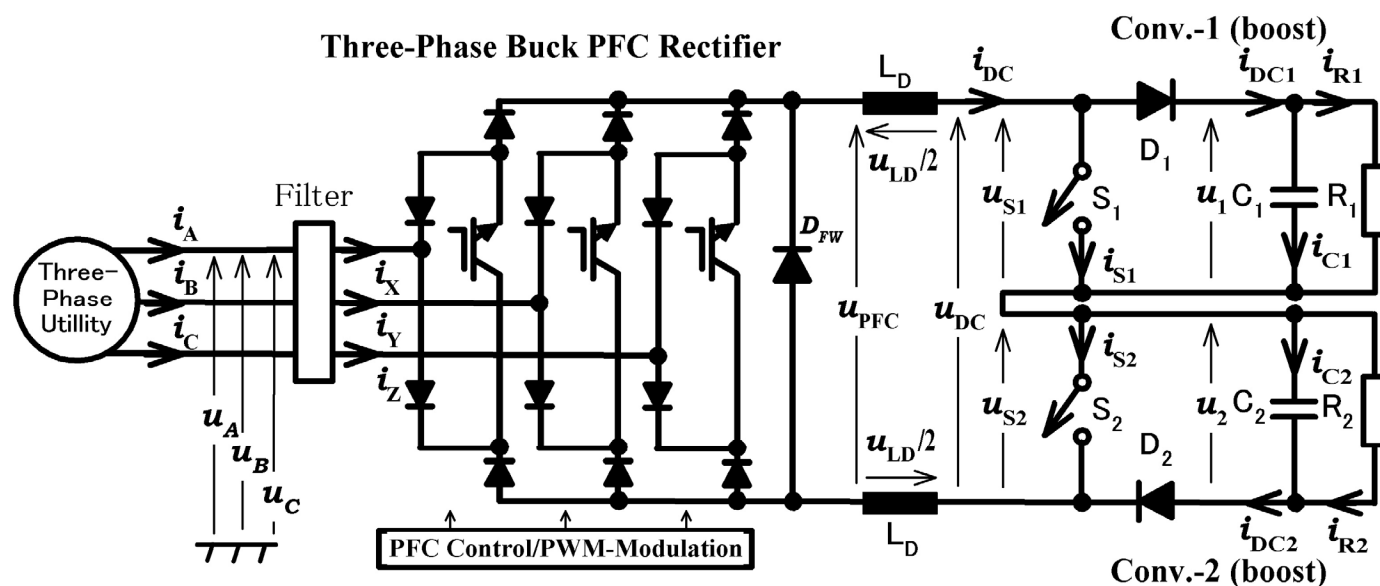 Three-Phase Buck PFC Rectifier
Conv.-1 (boost)
L_D
i_DC
i_DC1
i_R1
D_1
u_LD/2
Filter
i_A
i_B
i_C
Three-
Phase
Utillity
i_X
i_Y
i_Z
D_FW
u_PFC
u_DC
u_S1
S_1
u_1
C_1
R_1
i_S1
i_C1
u_A
u_B
u_C
i_S2
i_C2
u_S2
S_2
u_2
C_2
R_2
u_LD/2
D_2
L_D
i_DC2
i_R2
PFC Control/PWM-Modulation
Conv.-2 (boost)